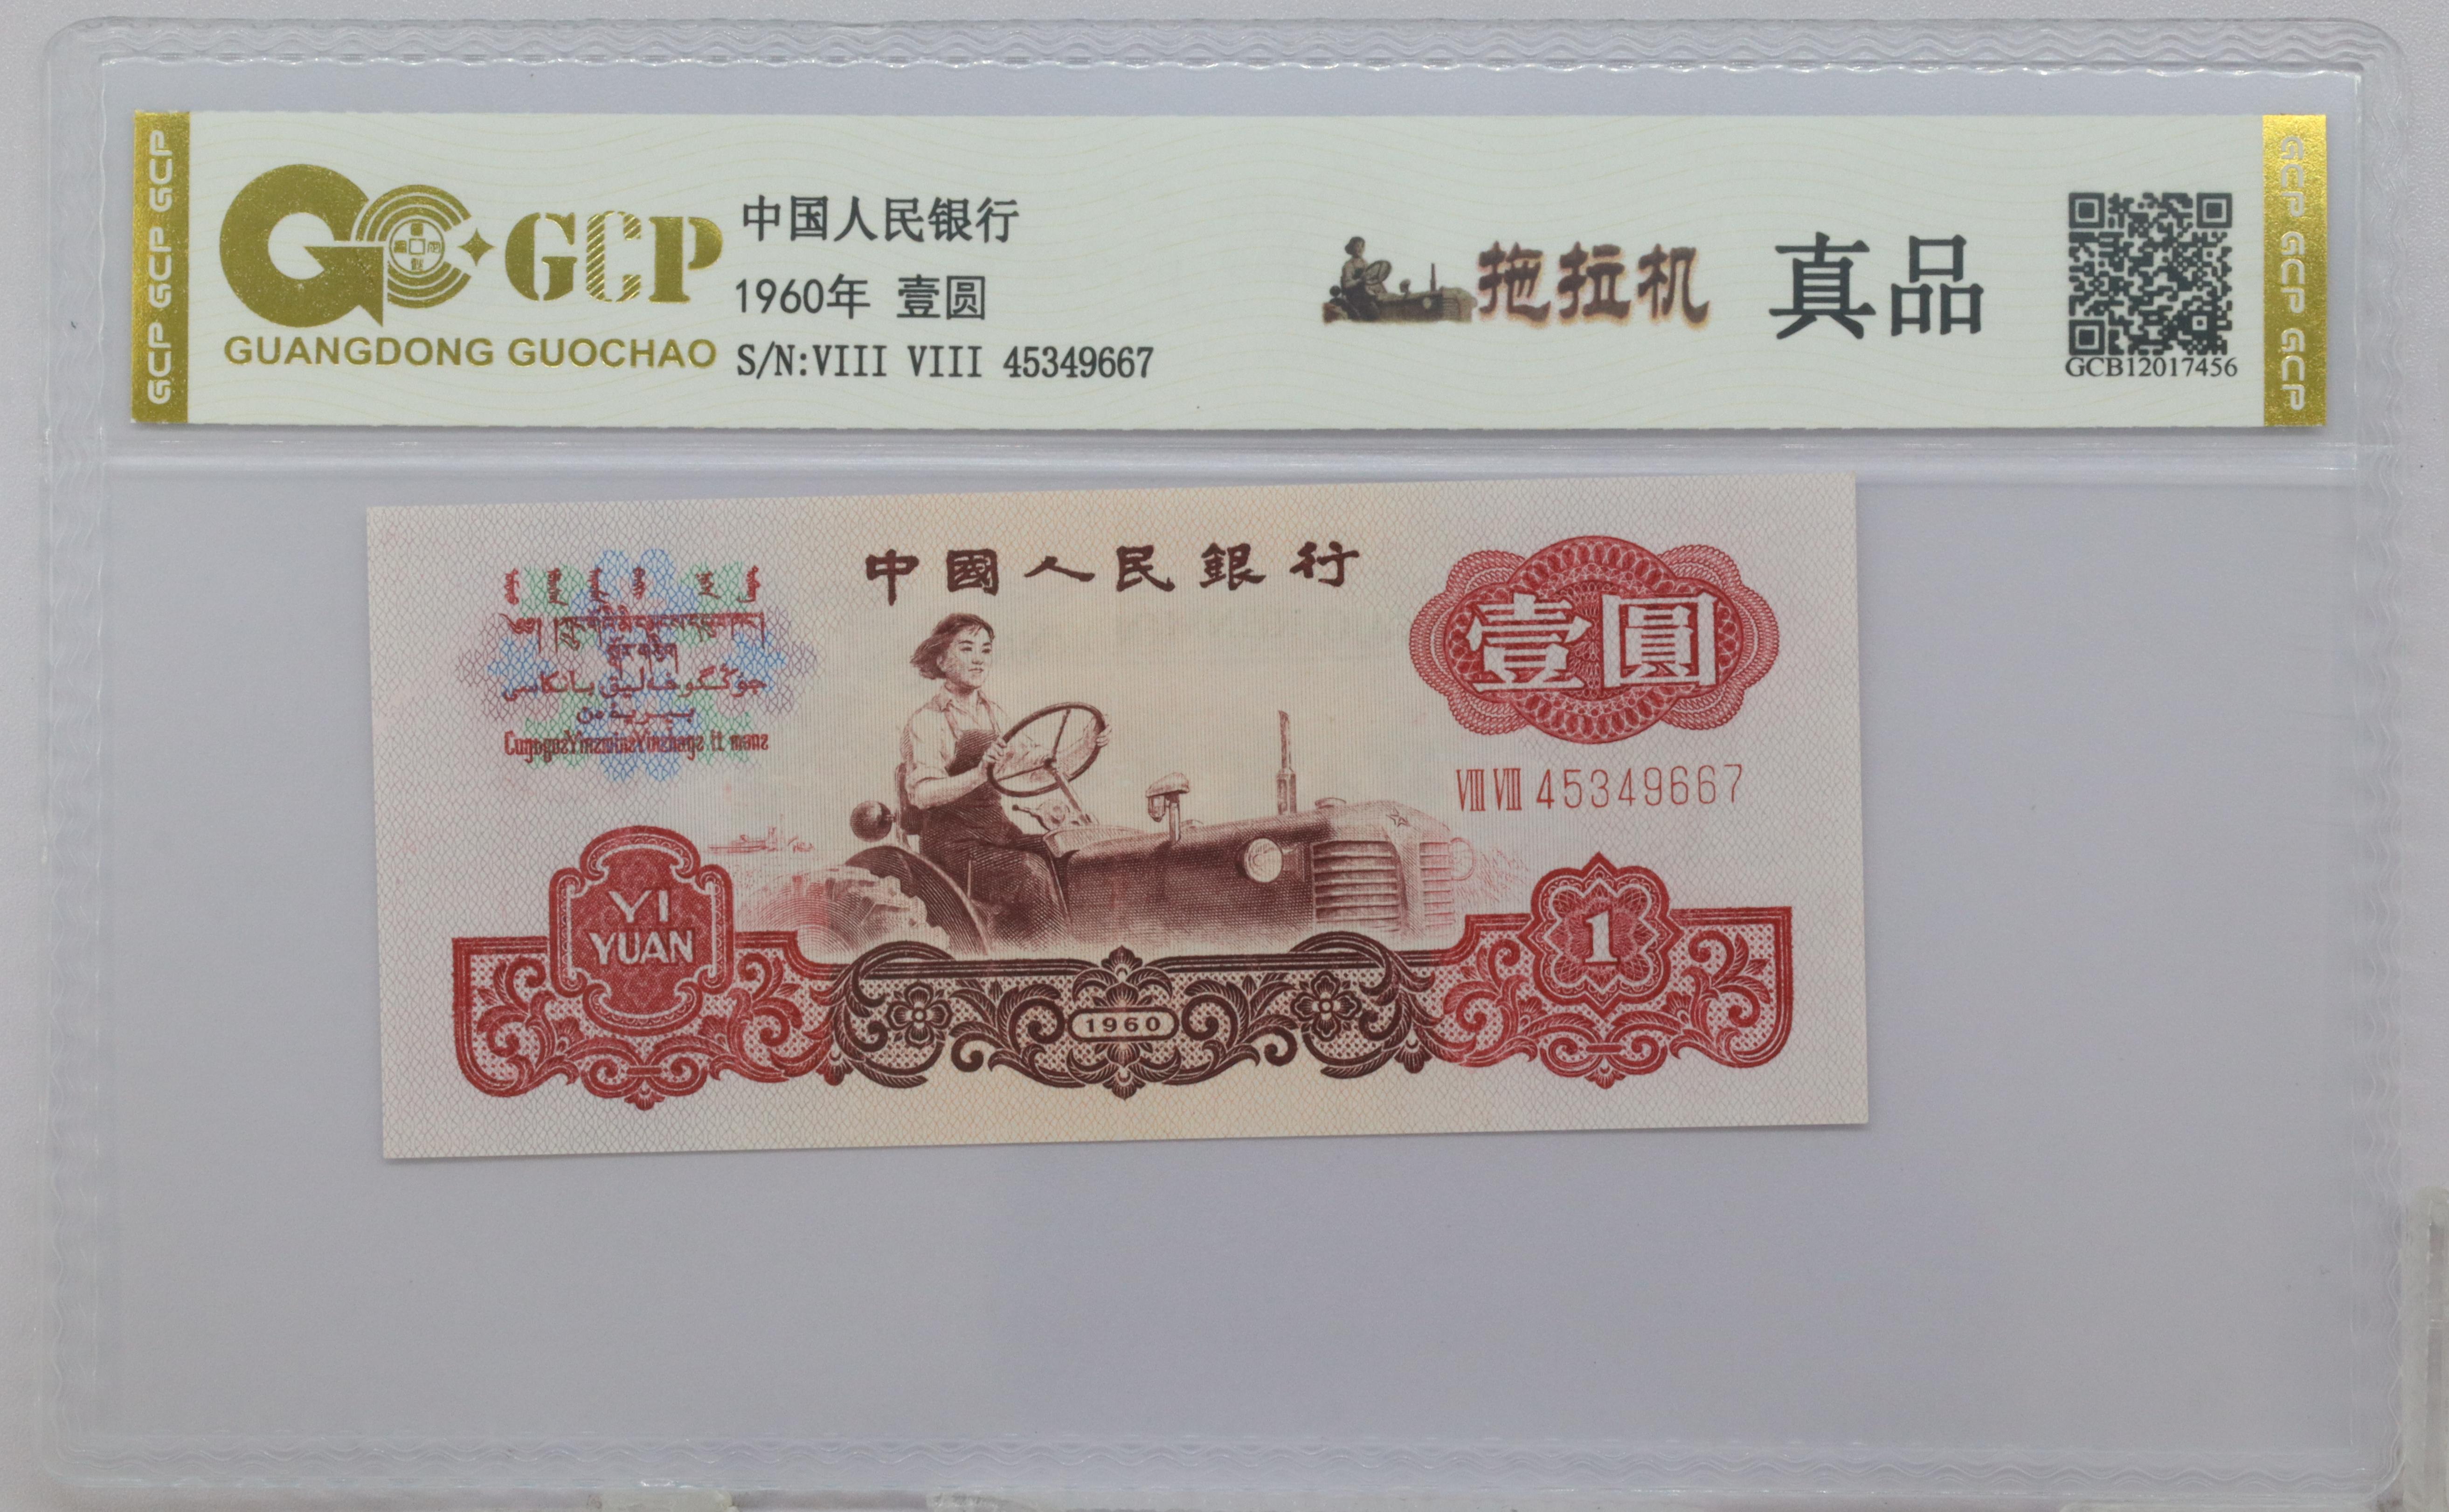 GCP GCP GCP
GCP
GUANGDONG GUOCHAO
中国人民银行
1960年 壹圆
S/N:VIII VIII 45349667
拖拉机
真品
GCB12017456
GCP GCP GCP
中國人民銀行
壹圓
VIII VIII 45349667
YI
YUAN
1
1960